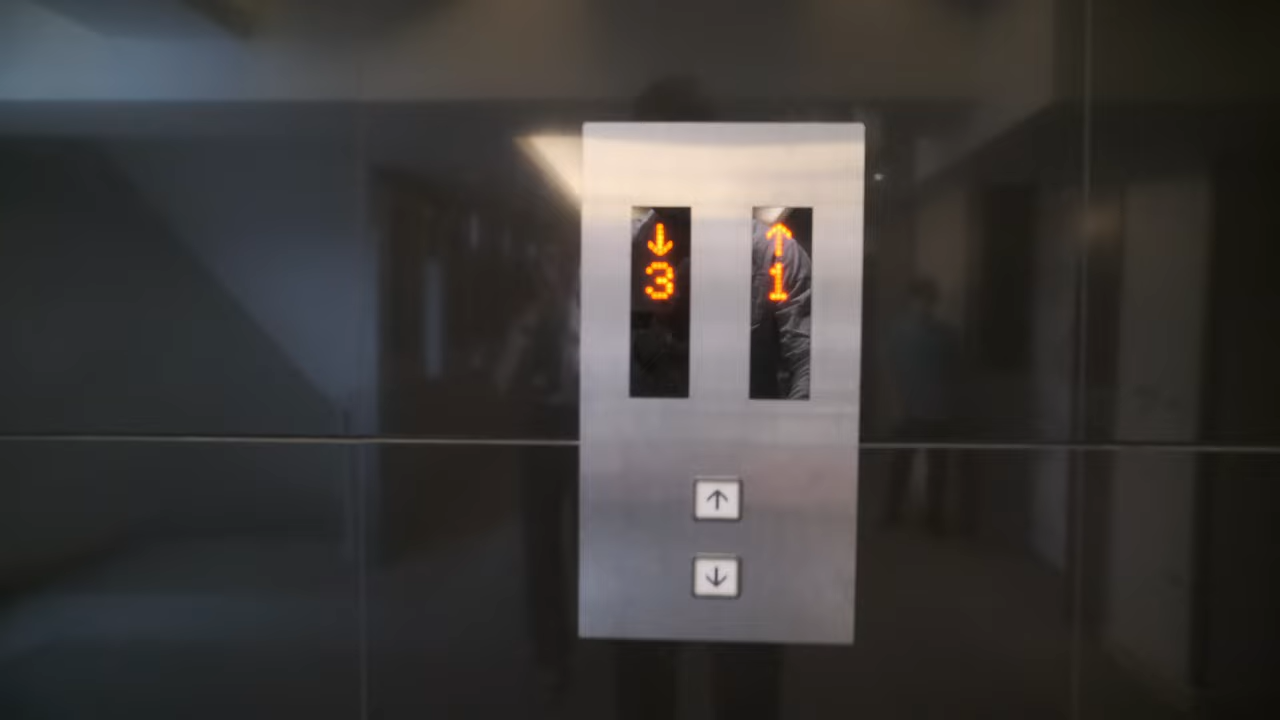 ↓ ↑
3 1
↑
↓